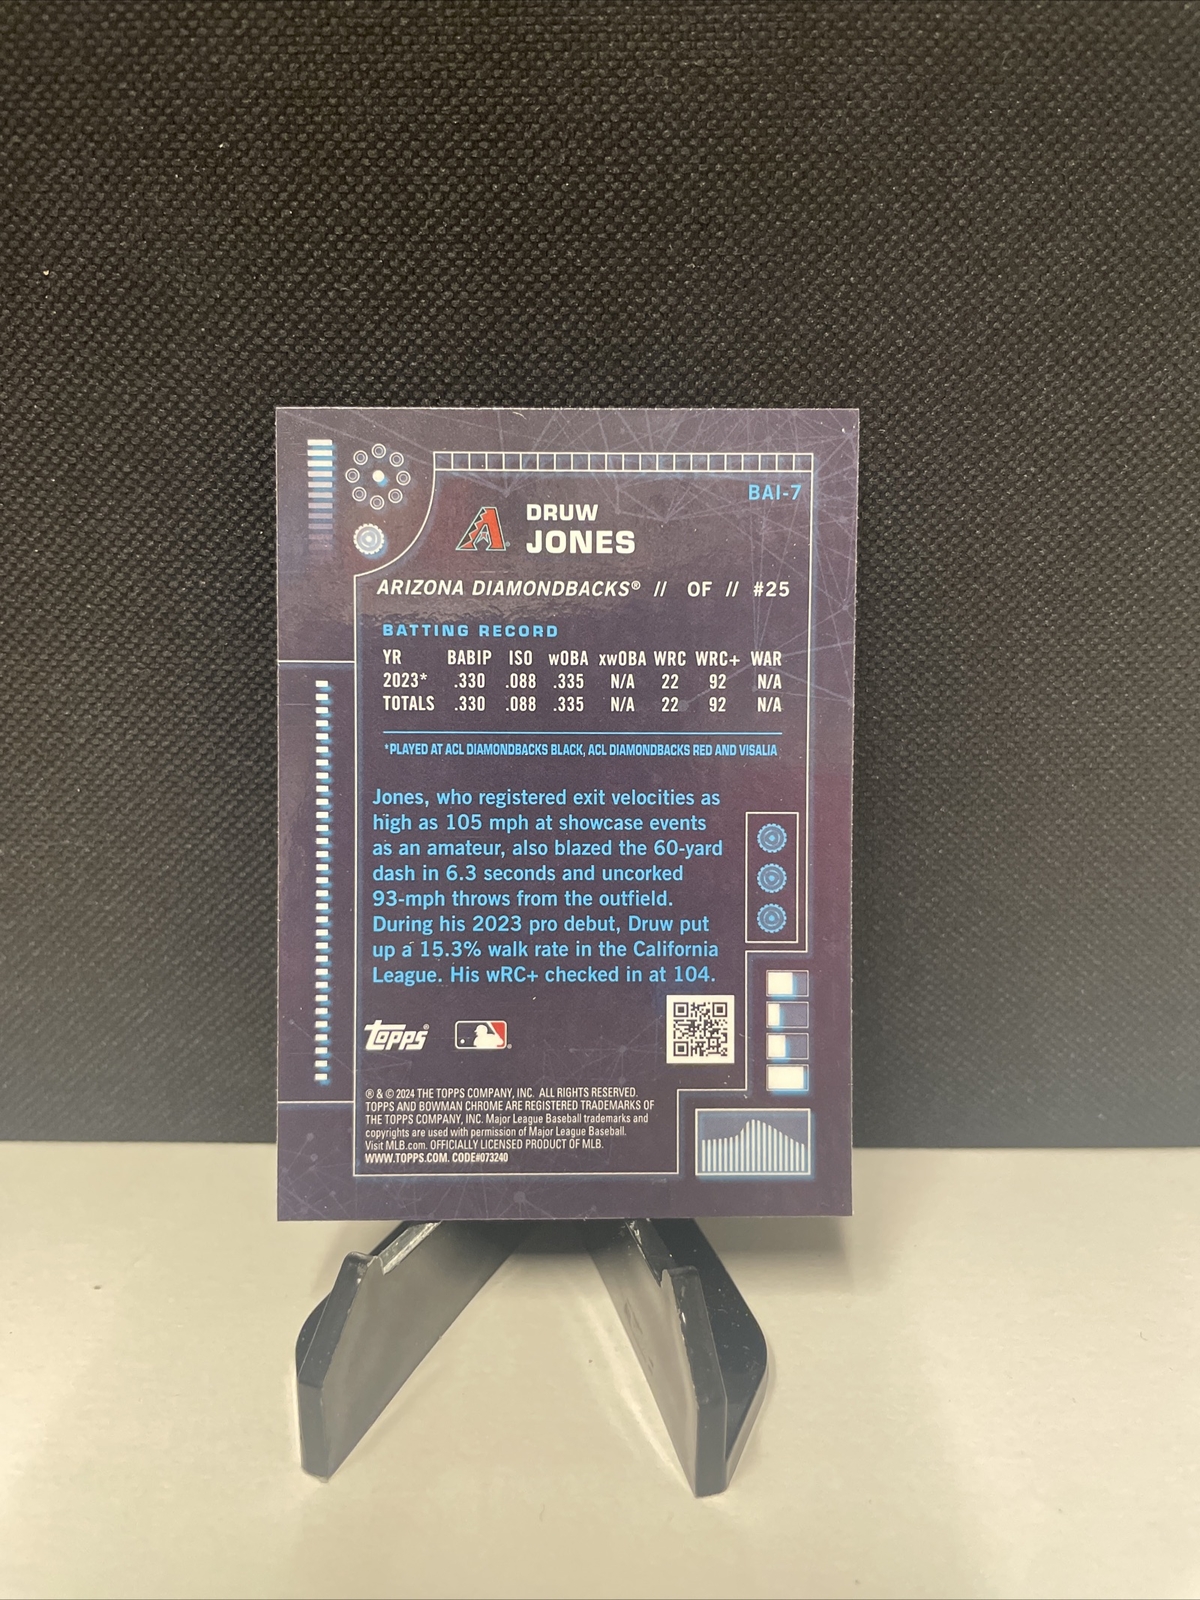 BAI-7
DRUW
JONES
ARIZONA DIAMONDBACKS® // OF // #25
BATTING RECORD
YR BABIP ISO wOBA xwOBA WRC WRC+ WAR
2023* .330 .088 .335 N/A 22 92 N/A
TOTALS .330 .088 .335 N/A 22 92 N/A
*PLAYED AT ACL DIAMONDBACKS BLACK, ACL DIAMONDBACKS RED AND VISALIA
Jones, who registered exit velocities as
high as 105 mph at showcase events
as an amateur, also blazed the 60-yard
dash in 6.3 seconds and uncorked
93-mph throws from the outfield.
During his 2023 pro debut, Druw put
up a 15.3% walk rate in the California
League. His wRC+ checked in at 104.
topps®
® & © 2024 THE TOPPS COMPANY, INC. ALL RIGHTS RESERVED.
TOPPS AND BOWMAN CHROME ARE REGISTERED TRADEMARKS OF
THE TOPPS COMPANY, INC. Major League Baseball trademarks and
copyrights are used with permission of Major League Baseball.
Visit MLB.com. OFFICIALLY LICENSED PRODUCT OF MLB.
WWW.TOPPS.COM. CODE#073240